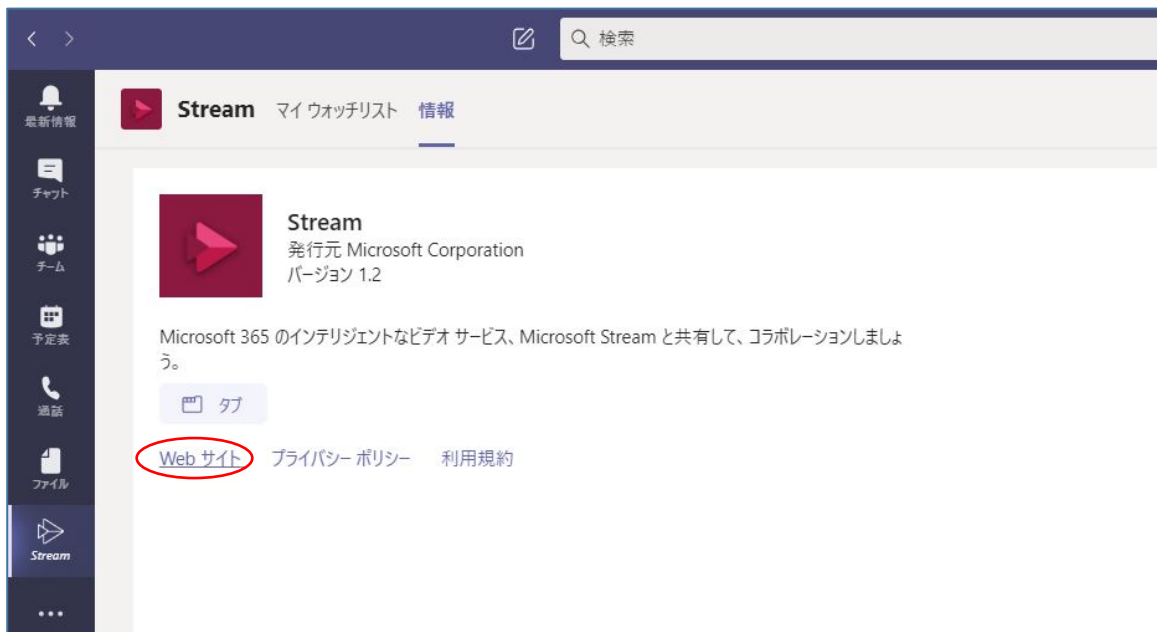 検索
最新情報
チャット
チーム
予定表
通話
ファイル
Stream
Stream マイ ウォッチリスト 情報
Stream
発行元 Microsoft Corporation
バージョン 1.2
Microsoft 365 のインテリジェントなビデオ サービス、Microsoft Stream と共有して、コラボレーションしましょ
う。
タブ
Web サイト プライバシー ポリシー 利用規約